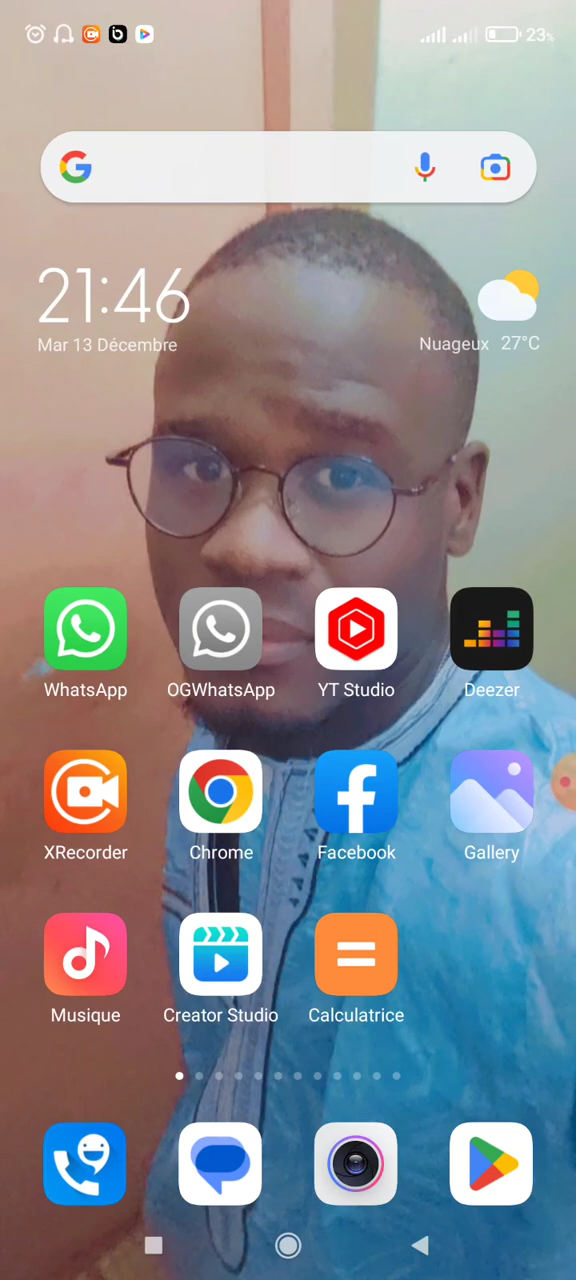 23%
21:46
Mar 13 Décembre
Nuageux 27°C
WhatsApp
OGWhatsApp
YT Studio
Deezer
XRecorder
Chrome
Facebook
Gallery
Musique
Creator Studio
Calculatrice